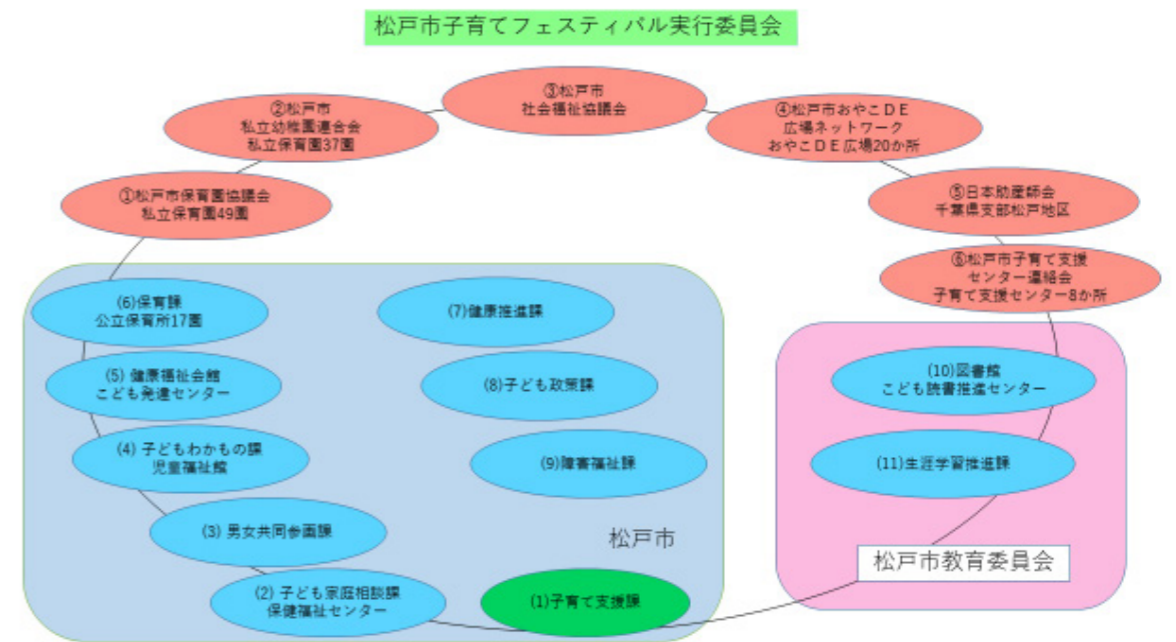 松戸市子育てフェスティバル実行委員会
③松戸市
社会福祉協議会
②松戸市
私立幼稚園連合会
私立保育園37園
④松戸市おやこDE
広場ネットワーク
おやこDE広場20か所
①松戸市保育園協議会
私立保育園49園
⑤日本助産師会
千葉県支部松戸地区
⑥松戸市子育て支援
センター連絡会
子育て支援センター8か所
(6)保育課
公立保育所17園
(7)健康推進課
(5) 健康福祉会館
こども発達センター
(8)子ども政策課
(10)図書館
こども読書推進センター
(4) 子どもわかもの課
児童福祉館
(9)障害福祉課
(11)生涯学習推進課
(3) 男女共同参画課
松戸市
松戸市教育委員会
(2) 子ども家庭相談課
保健福祉センター
(1)子育て支援課